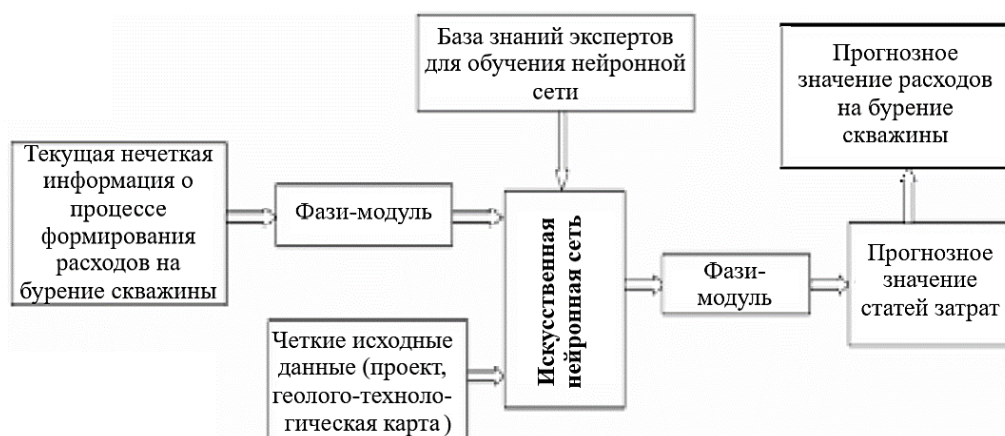 База знаний экспертов
для обучения нейронной
сети
Прогнозное
значение расходов
на бурение
скважины
Текущая нечеткая
информация о
процессе
формирования
расходов на
бурение скважины
Фази-модуль
Искусственная
нейронная сеть
Фази-
модуль
Прогнозное
значение
статей затрат
Четкие исходные
данные (проект,
геолого-техноло-
гическая карта)